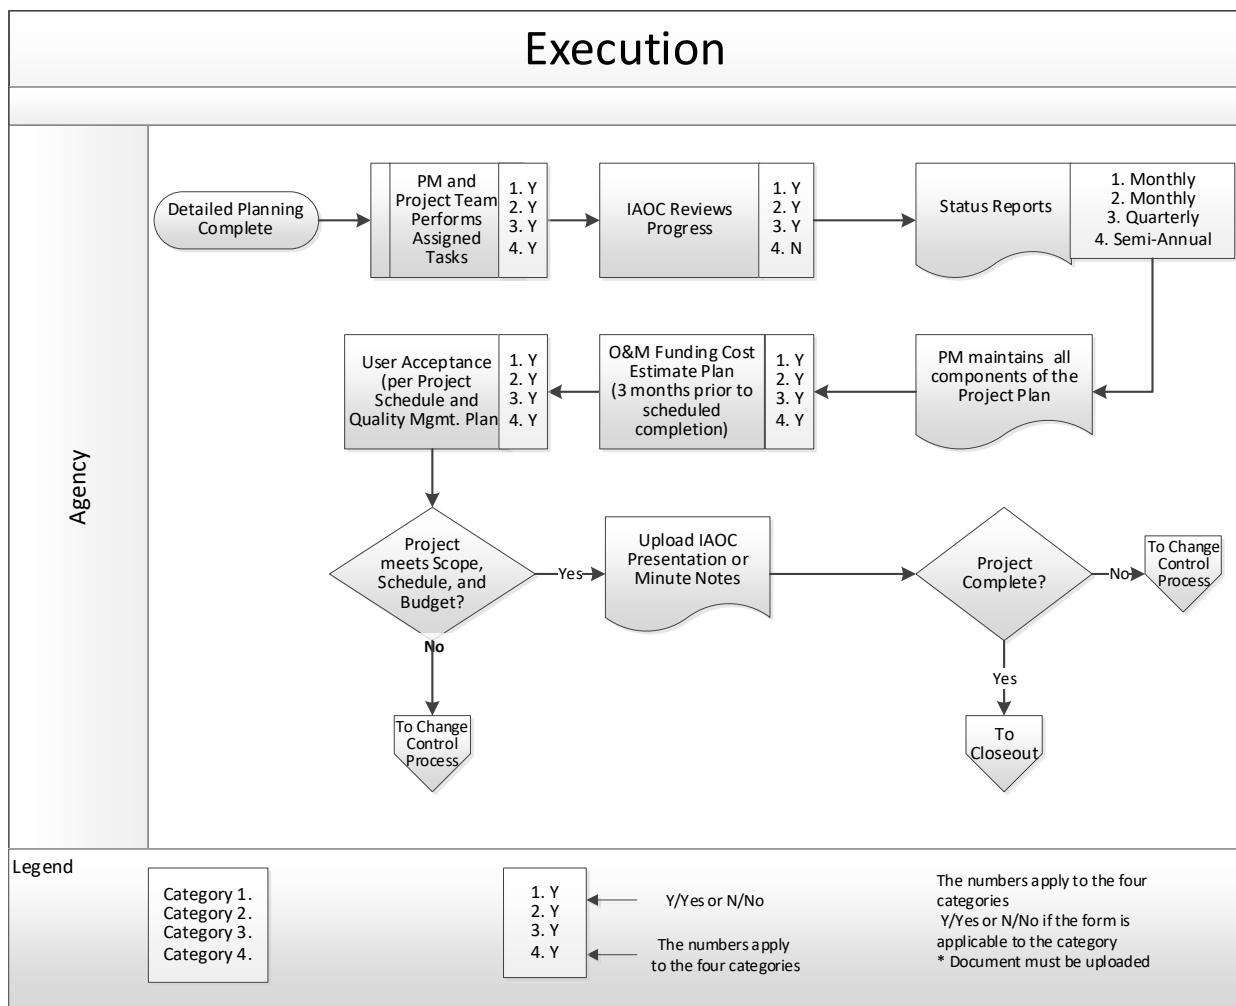 Execution
Agency
Detailed Planning
Complete
PM and
Project Team
Performs
Assigned
Tasks
1. Y
2. Y
3. Y
4. Y
IAOC Reviews
Progress
1. Y
2. Y
3. Y
4. N
Status Reports
1. Monthly
2. Monthly
3. Quarterly
4. Semi-Annual
User Acceptance
(per Project
Schedule and
Quality Mgmt. Plan
1. Y
2. Y
3. Y
4. Y
O&M Funding Cost
Estimate Plan
(3 months prior to
scheduled
completion)
1. Y
2. Y
3. Y
4. Y
PM maintains all
components of the
Project Plan
Project
meets Scope,
Schedule, and
Budget?
Yes
No
Upload IAOC
Presentation or
Minute Notes
Project
Complete?
No
Yes
To Change
Control
Process
To Change
Control
Process
To
Closeout
Legend
Category 1.
Category 2.
Category 3.
Category 4.
1. Y
2. Y
3. Y
4. Y
Y/Yes or N/No
The numbers apply
to the four categories
The numbers apply to the four
categories
Y/Yes or N/No if the form is
applicable to the category
* Document must be uploaded